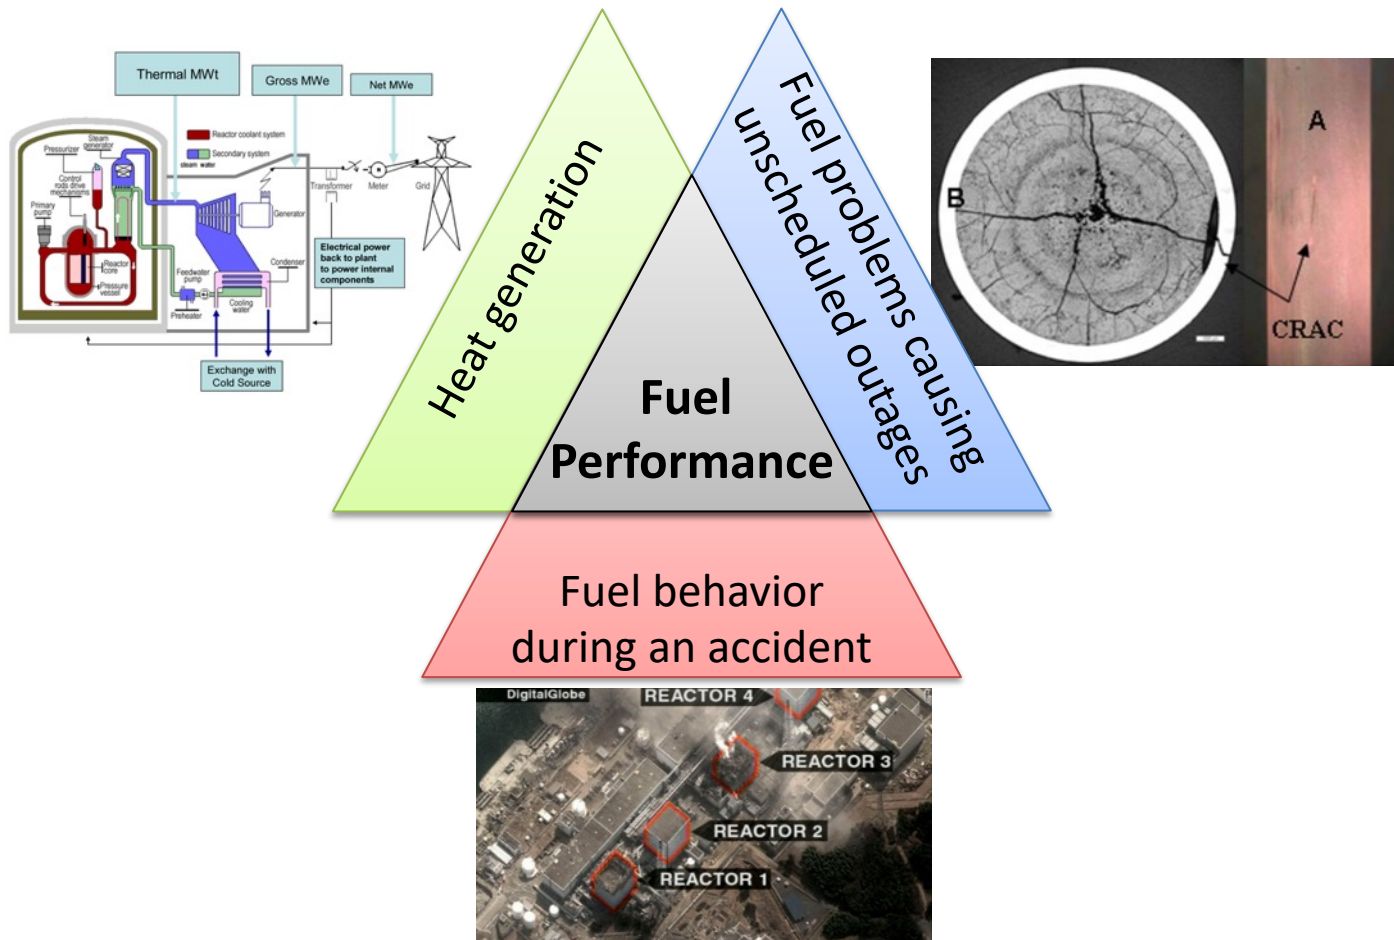 Thermal MWt
Gross MWe
Net MWe
Reactor coolant system
Secondary system
steam water
Steam
generator
Pressurizer
Control
rods drive
mechanisms
Primary
pump
Reactor
core
Pressure
vessel
Feedwater
pump
Preheater
Cooling
water
Condenser
Generator
Transformer
Meter
Grid
Electrical power
back to plant
to power internal
components
Exchange with
Cold Source
Heat generation
Fuel problems causing
unscheduled outages
Fuel
Performance
Fuel behavior
during an accident
B
A
CRAC
DigitalGlobe
REACTOR 4
REACTOR 3
REACTOR 2
REACTOR 1